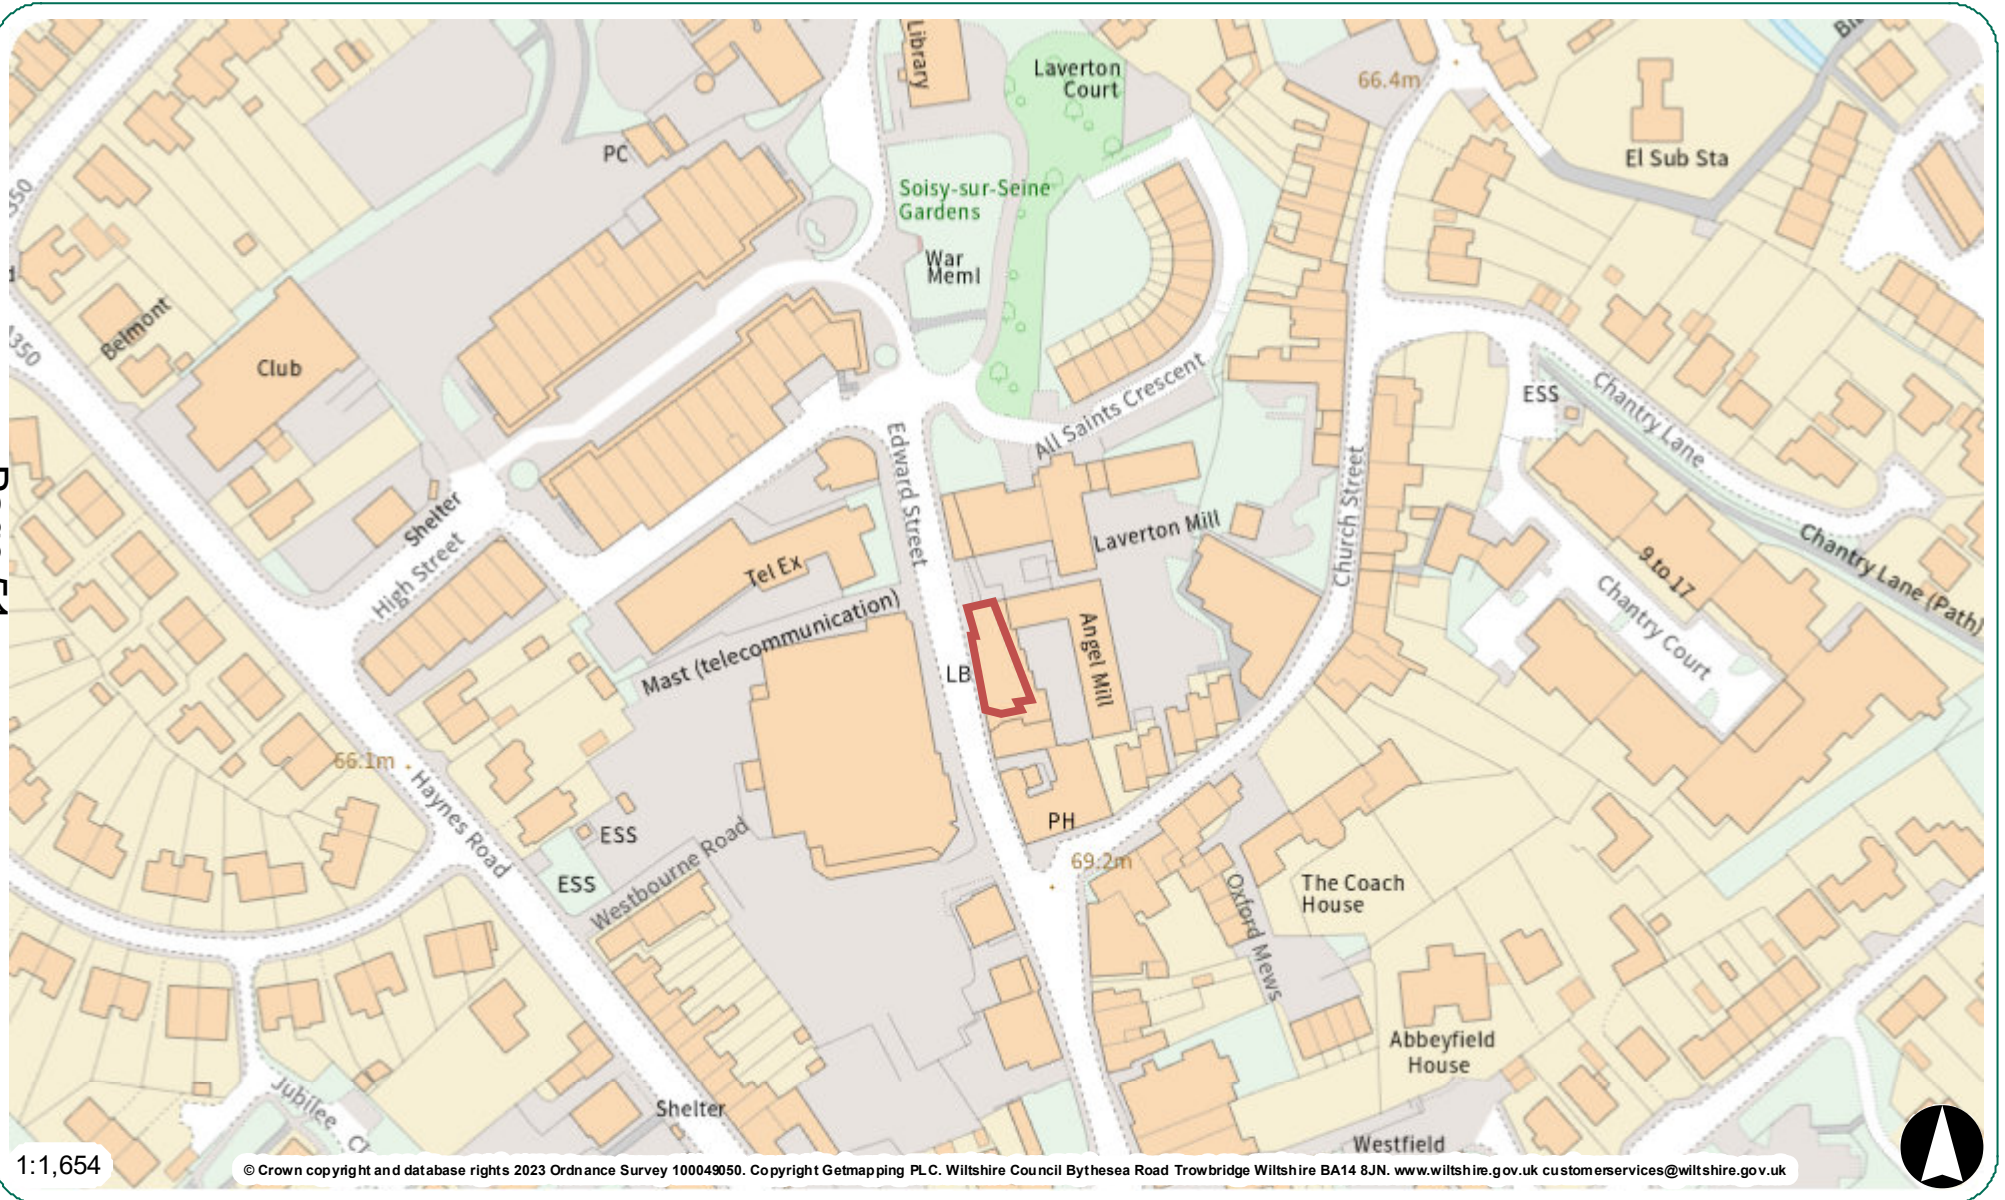 Library
Laverton
Court
66.4m
El Sub Sta
PC
Soisy-sur-Seine
Gardens
War
Meml
Belmont
Club
350
All Saints Crescent
ESS
Chantry Lane
Edward Street
Church Street
Shelter
High Street
Laverton Mill
Tel Ex
9 to 17
Chantry Lane (Path)
Chantry Court
Mast (telecommunication)
Angel Mill
LB
66.1m
Haynes Road
PH
69.2m
ESS
Westbourne Road
ESS
The Coach
House
Oxford Mews
Abbeyfield
House
Jubilee
Shelter
Westfield
1:1,654
© Crown copyright and database rights 2023 Ordnance Survey 100049050. Copyright Getmapping PLC. Wiltshire Council Bythesea Road Trowbridge Wiltshire BA14 8JN. www.wiltshire.gov.uk customerservices@wiltshire.gov.uk